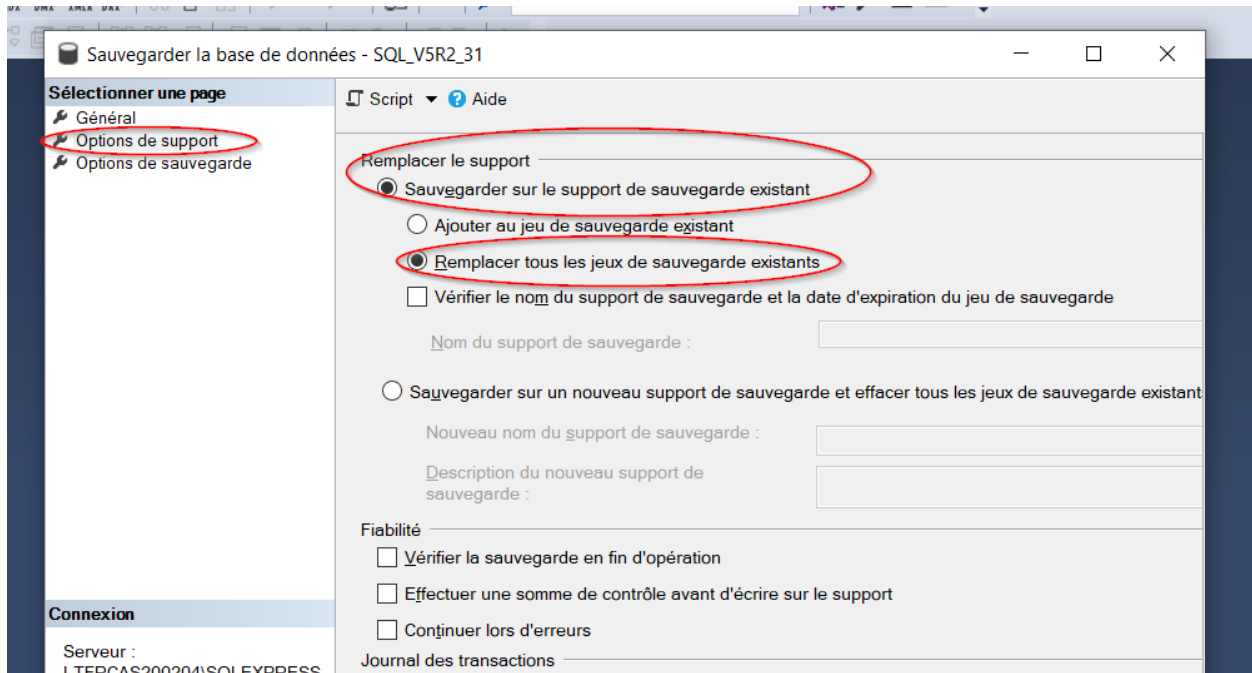 Sauvegarder la base de données - SQL_V5R2_31
Sélectionner une page
Général
Options de support
Options de sauvegarde
Script
Aide
Remplacer le support
Sauvegarder sur le support de sauvegarde existant
Ajouter au jeu de sauvegarde existant
Remplacer tous les jeux de sauvegarde existants
Vérifier le nom du support de sauvegarde et la date d'expiration du jeu de sauvegarde
Nom du support de sauvegarde :
Sauvegarder sur un nouveau support de sauvegarde et effacer tous les jeux de sauvegarde existant
Nouveau nom du support de sauvegarde :
Description du nouveau support de
sauvegarde :
Fiabilité
Vérifier la sauvegarde en fin d'opération
Effectuer une somme de contrôle avant d'écrire sur le support
Continuer lors d'erreurs
Journal des transactions
Connexion
Serveur :